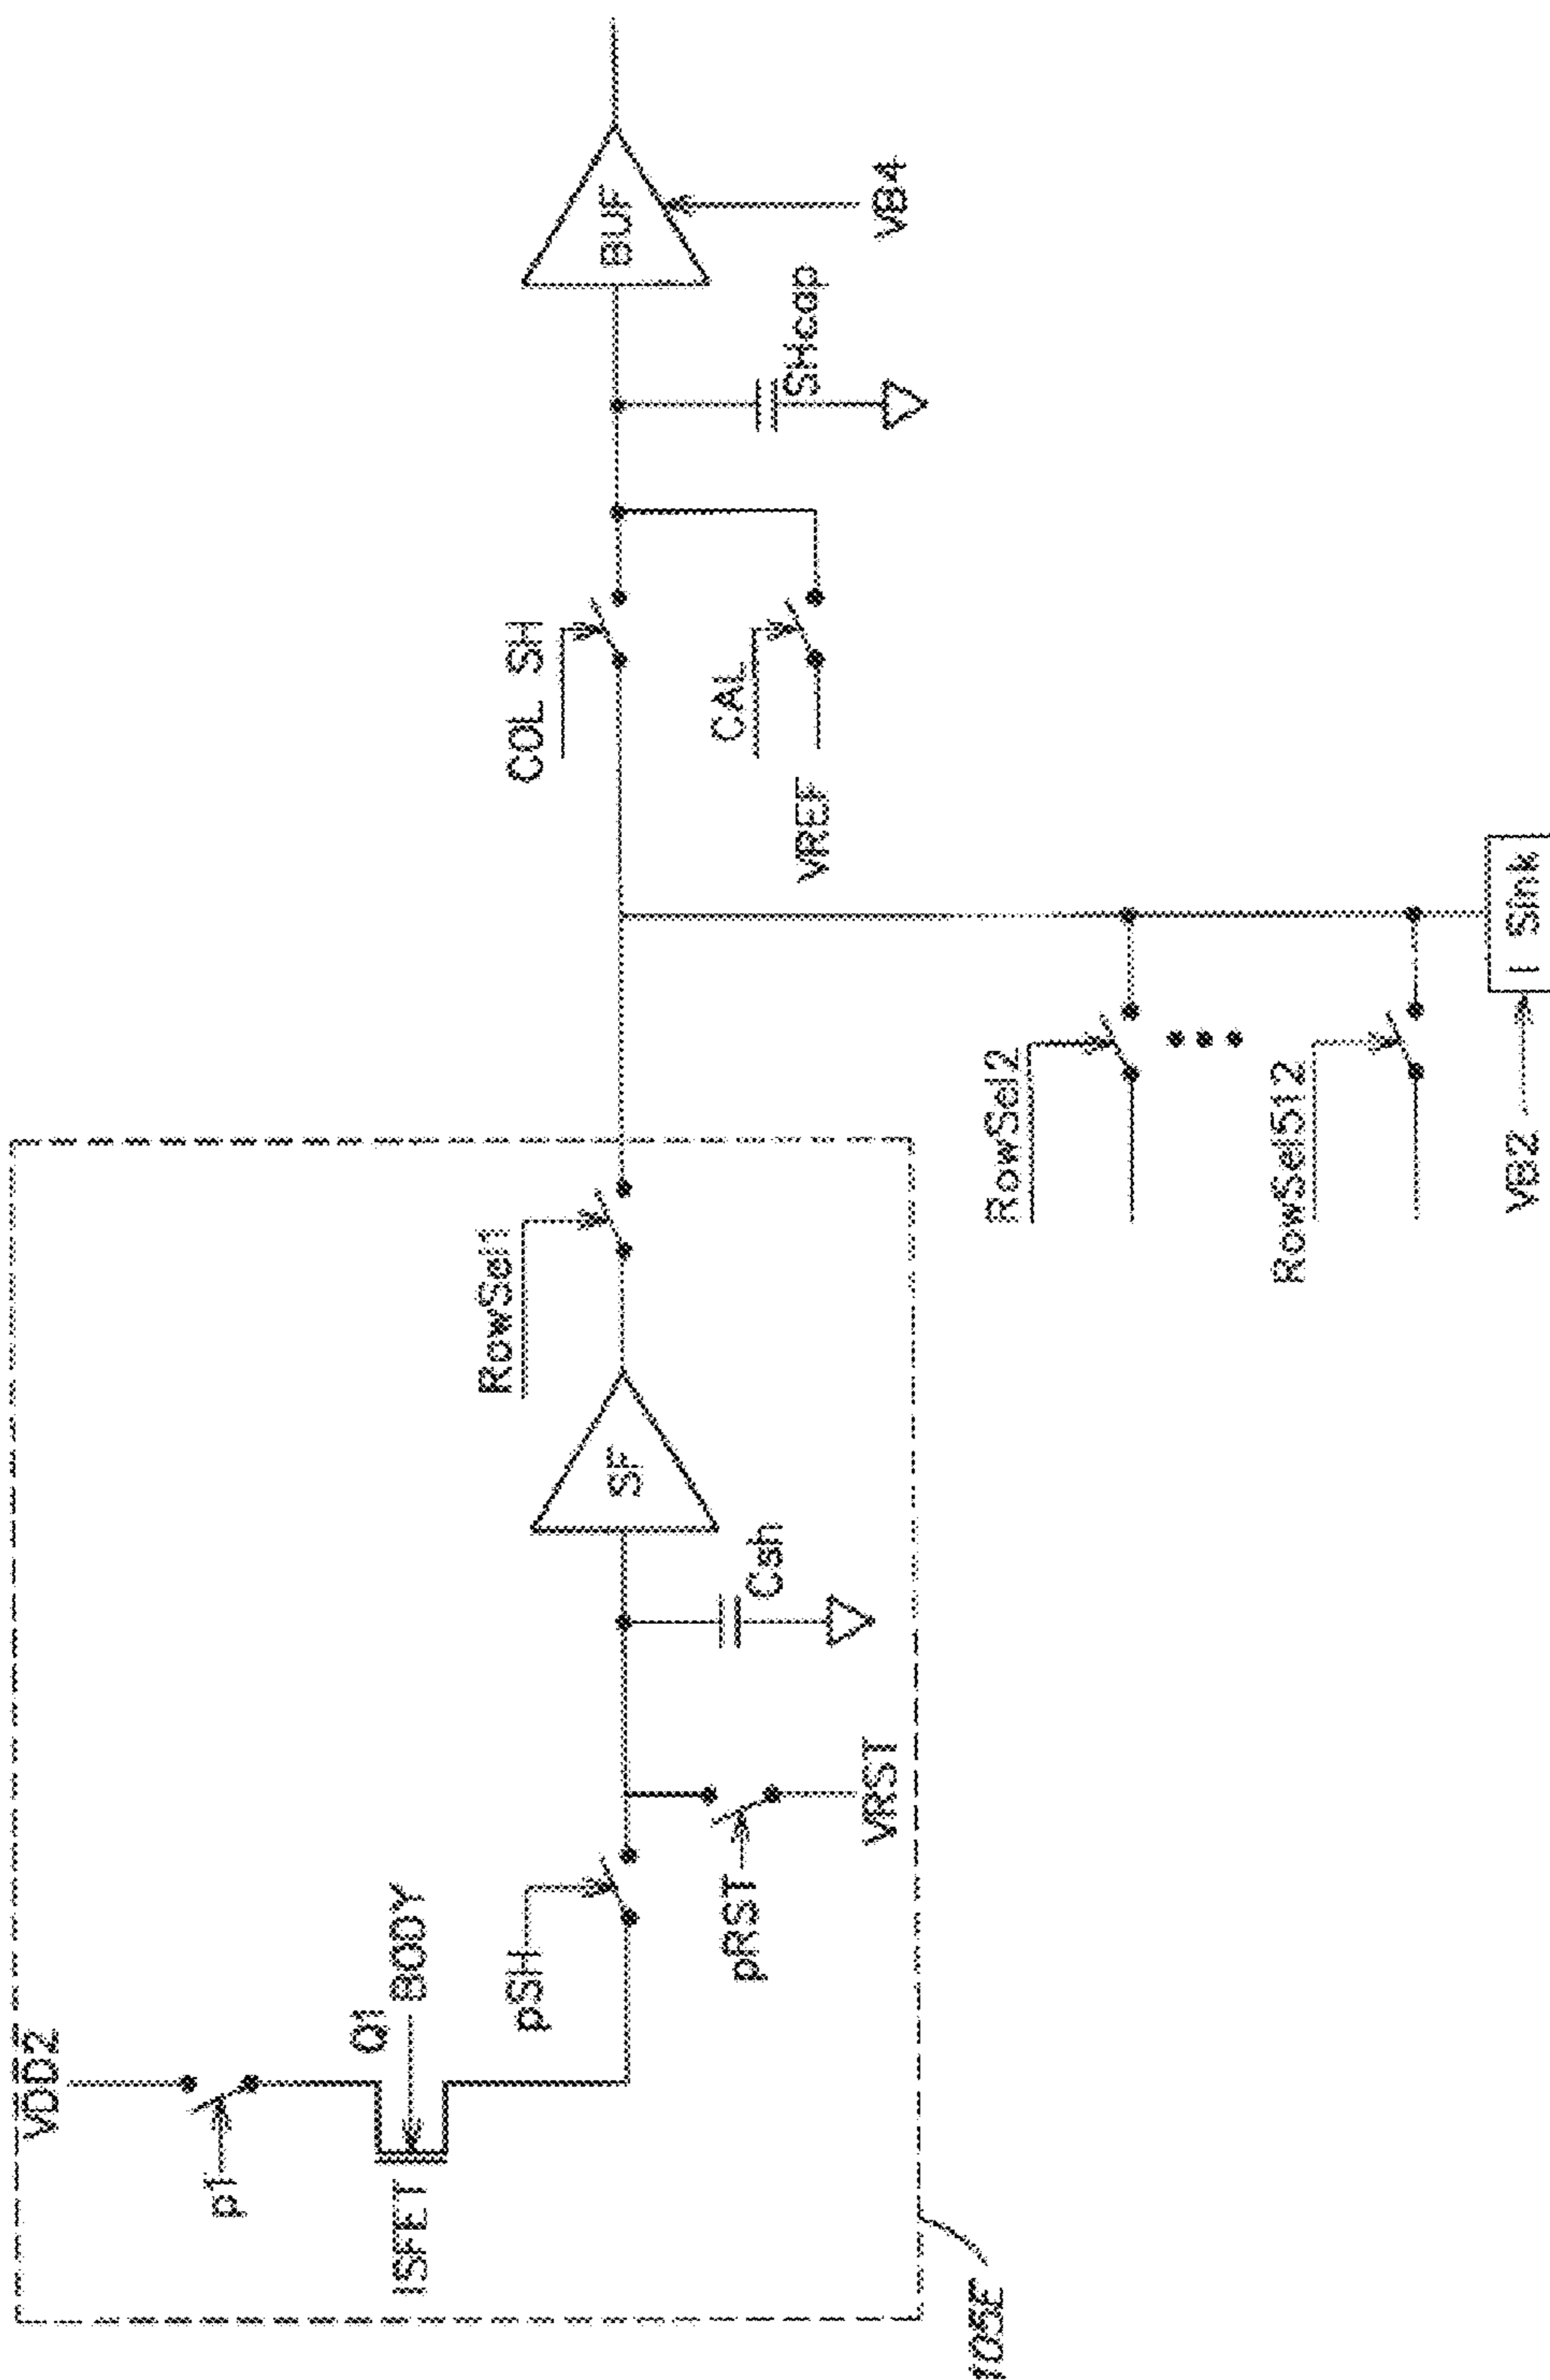 VDD2
p1
Q1
ISFET
BODY
pSH
pRST
VRST
Csh
SF
RowSel1
105E
RowSel2
RowSel512
VB2
I Sink
COL SH
CAL
VREF
SHcap
BUF
VB4